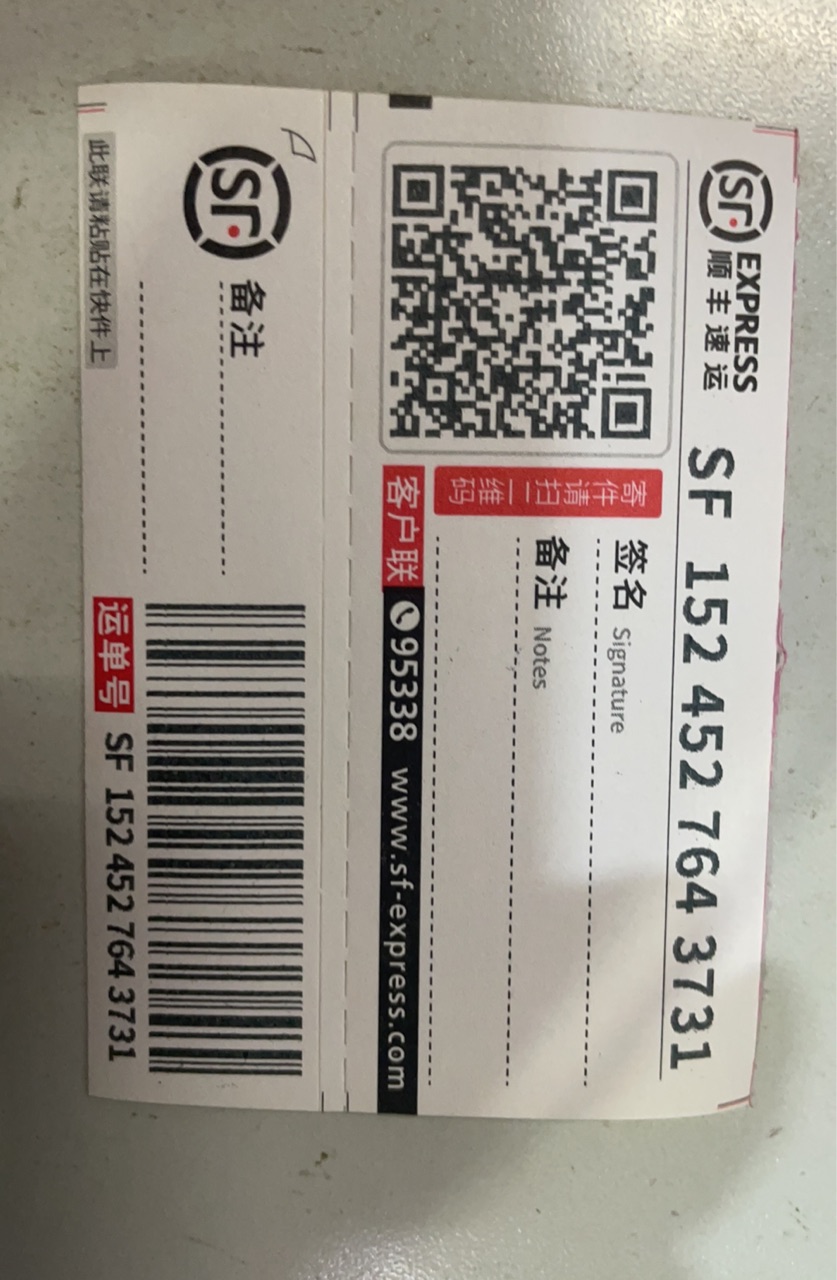 SF EXPRESS
顺丰速运
SF 152 452 764 3731
寄件请扫二维码
签名 Signature
备注 Notes
客户联
95338 www.sf-express.com
SF
备注
此联请粘贴在快件上
运单号 SF 152 452 764 3731